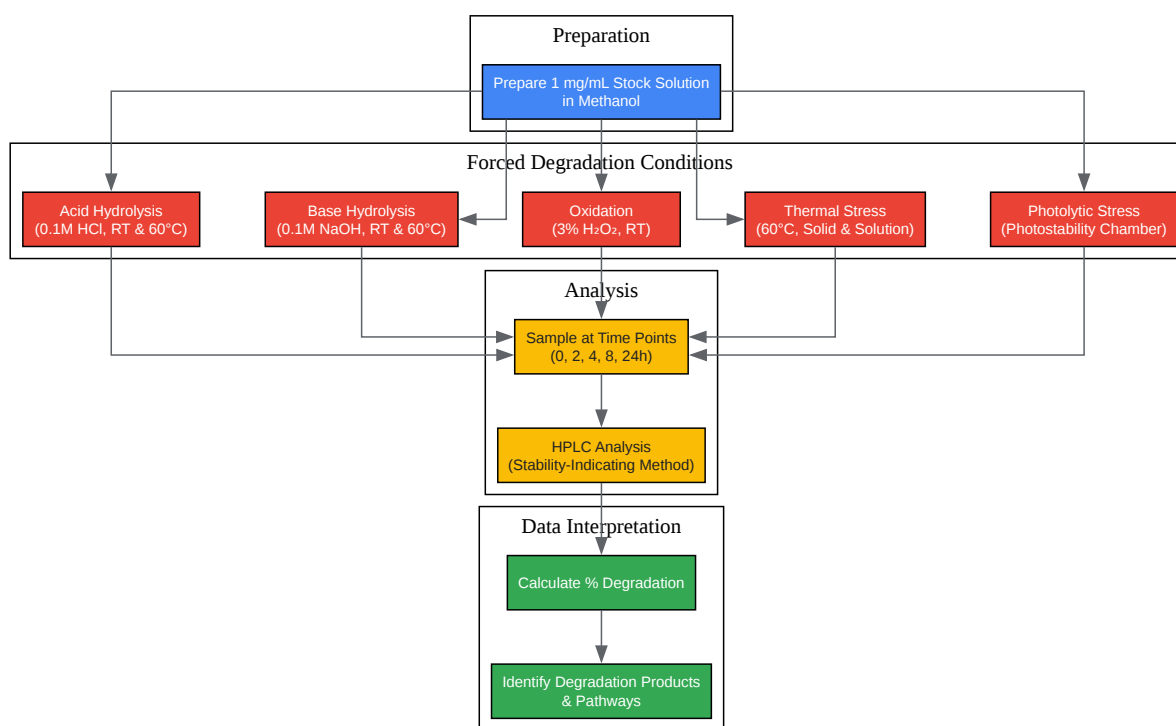 Preparation
Prepare 1 mg/mL Stock Solution
in Methanol
Forced Degradation Conditions
Acid Hydrolysis
(0.1M HCl, RT & 60°C)
Base Hydrolysis
(0.1M NaOH, RT & 60°C)
Oxidation
(3% H₂O₂, RT)
Thermal Stress
(60°C, Solid & Solution)
Photolytic Stress
(Photostability Chamber)
Analysis
Sample at Time Points
(0, 2, 4, 8, 24h)
HPLC Analysis
(Stability-Indicating Method)
Data Interpretation
Calculate % Degradation
Identify Degradation Products
& Pathways